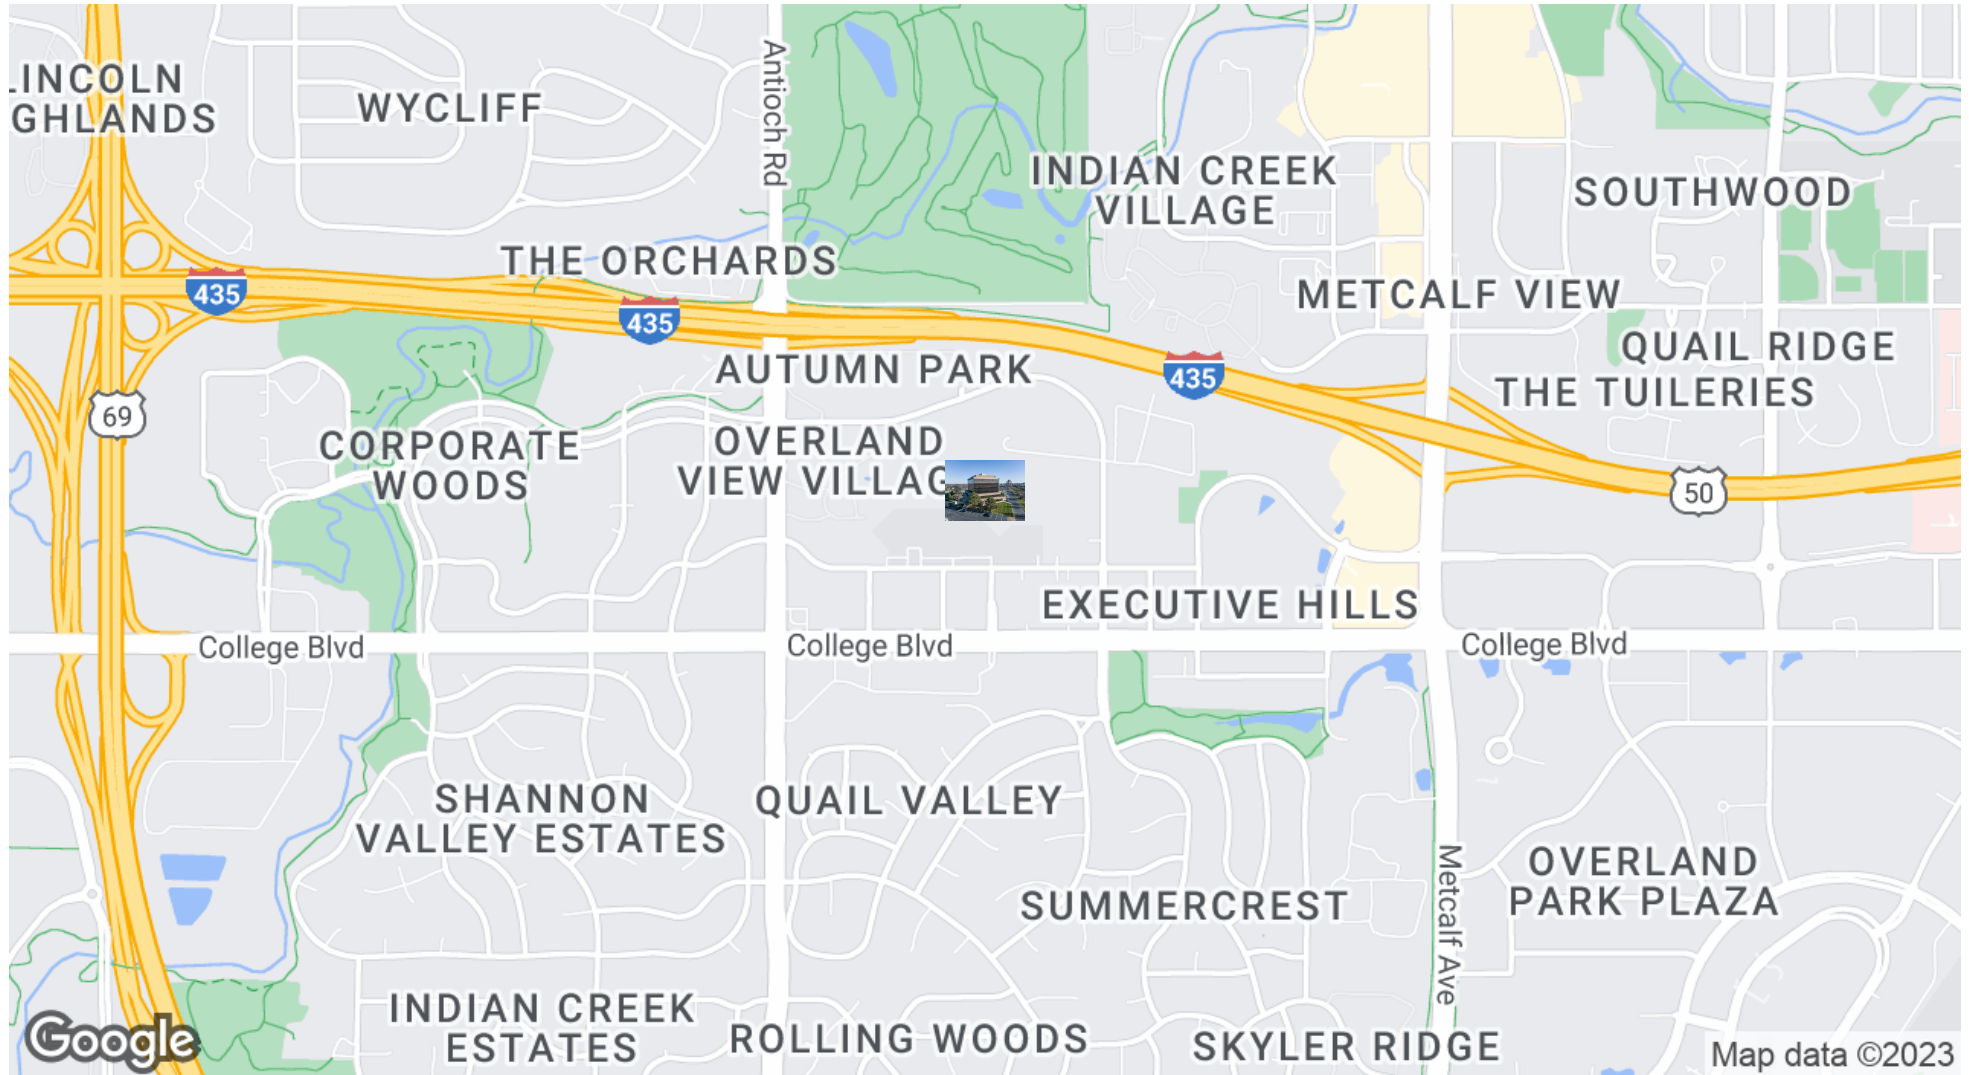 LINCOLN
GHLANDS
WYCLIFF
Antioch Rd
INDIAN CREEK
VILLAGE
SOUTHWOOD
THE ORCHARDS
435
435
METCALF VIEW
AUTUMN PARK
435
QUAIL RIDGE
THE TUILERIES
69
CORPORATE
WOODS
OVERLAND
VIEW VILLAG
50
EXECUTIVE HILLS
College Blvd
College Blvd
College Blvd
SHANNON
VALLEY ESTATES
QUAIL VALLEY
SUMMERCREST
Metcalf Ave
OVERLAND
PARK PLAZA
INDIAN CREEK
ESTATES
ROLLING WOODS
SKYLER RIDGE
Google
Map data ©2023